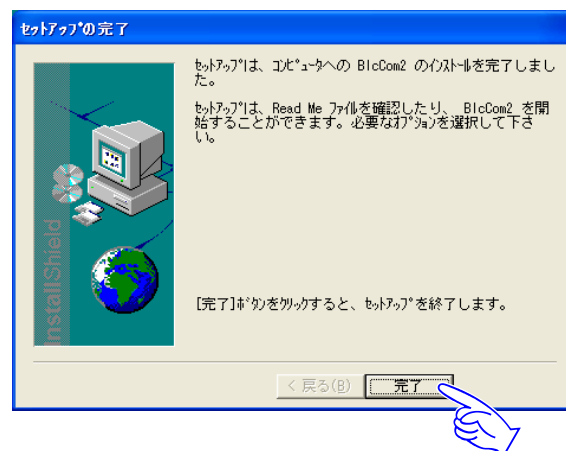 ｾｯﾄｱｯﾌﾟの完了
ｾｯﾄｱｯﾌﾟは、ｺﾝﾋﾟｭｰﾀへの BlcCom2 のｲﾝｽﾄｰﾙを完了しまし
た。
ｾｯﾄｱｯﾌﾟは、Read Me ﾌｧｲﾙを確認したり、 BlcCom2 を開
始することができます。必要なｵﾌﾟｼｮﾝを選択して下さ
い。
InstallShield
[完了]ﾎﾞﾀﾝをｸﾘｯｸすると、ｾｯﾄｱｯﾌﾟを終了します。
< 戻る(B)
完了